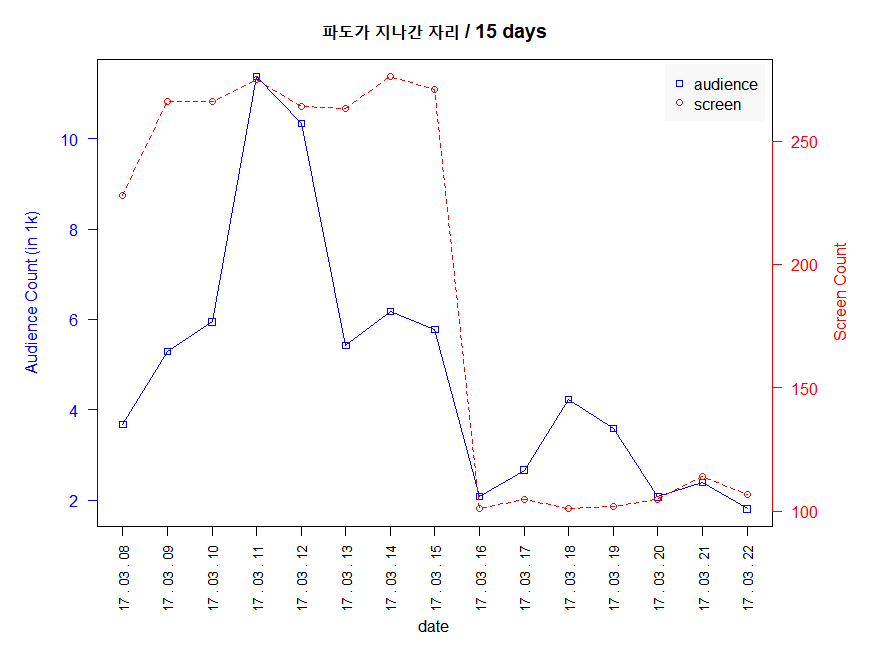 파도가 지나간 자리 / 15 days
audience
screen
Audience Count (in 1k)
10
8
6
4
2
250
200
150
100
Screen Count
17 . 03 . 08
17 . 03 . 09
17 . 03 . 10
17 . 03 . 11
17 . 03 . 12
17 . 03 . 13
17 . 03 . 14
17 . 03 . 15
17 . 03 . 16
17 . 03 . 17
17 . 03 . 18
17 . 03 . 19
17 . 03 . 20
17 . 03 . 21
17 . 03 . 22
date